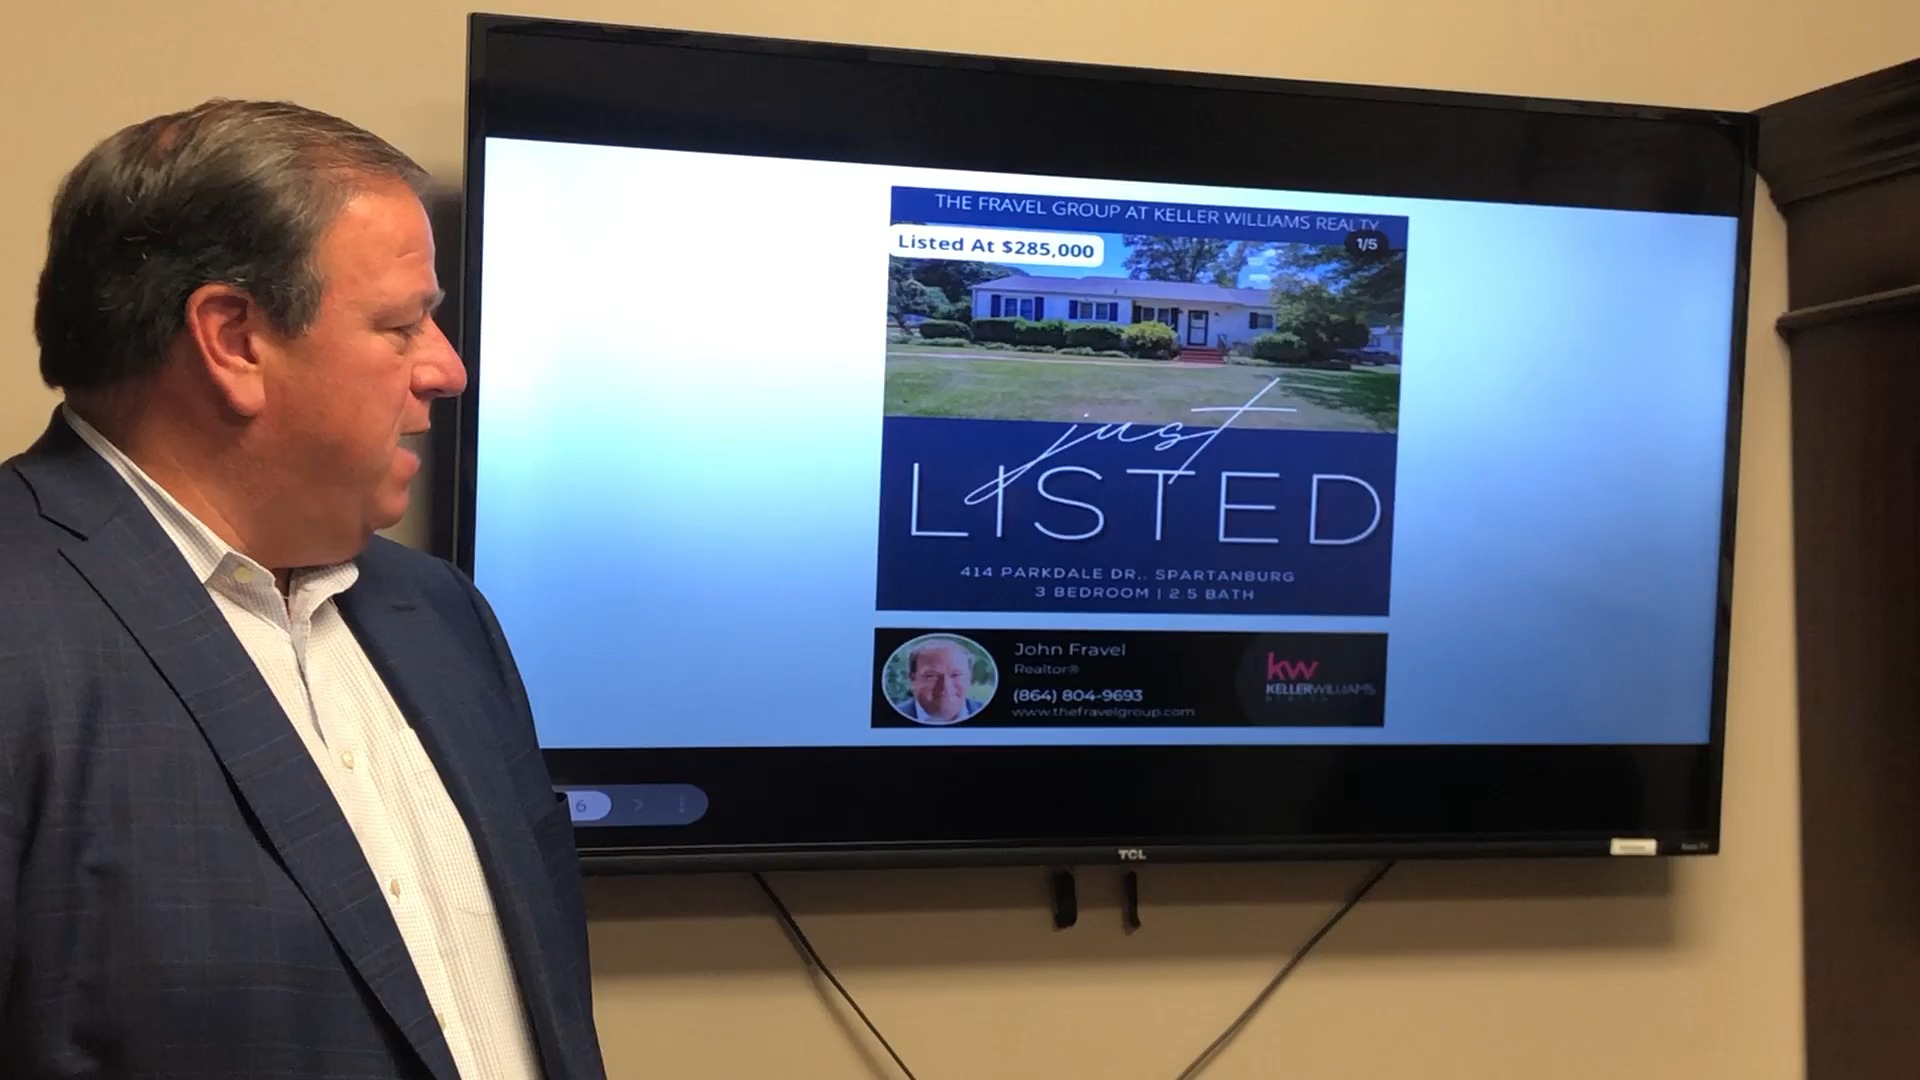 THE FRAVEL GROUP AT KELLER WILLIAMS REALTY
Listed At $285,000
1/5
just
LISTED
414 PARKDALE DR., SPARTANBURG
3 BEDROOM | 2.5 BATH
John Fravel
Realtor®
(864) 804-9693
www.thefravelgroup.com
kw
KELLERWILLIAMS
6
TCL